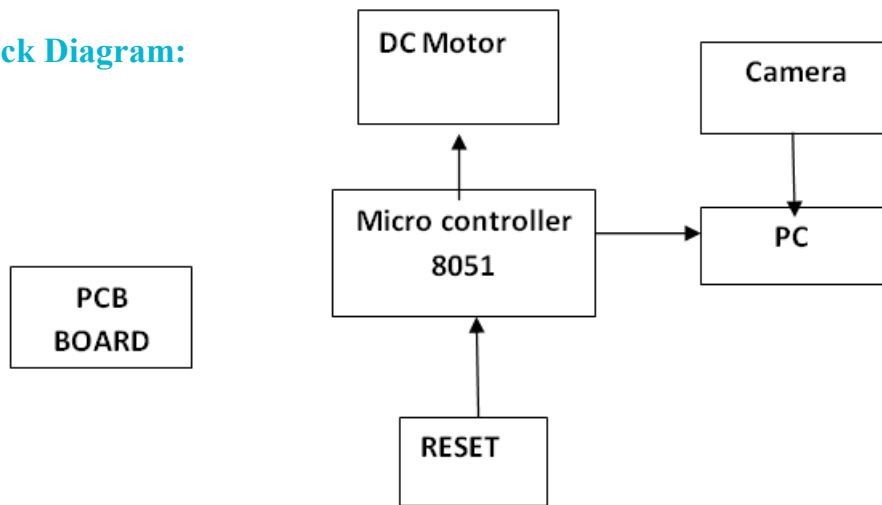 ck Diagram:
DC Motor
Camera
Micro controller
8051
PC
PCB
BOARD
RESET